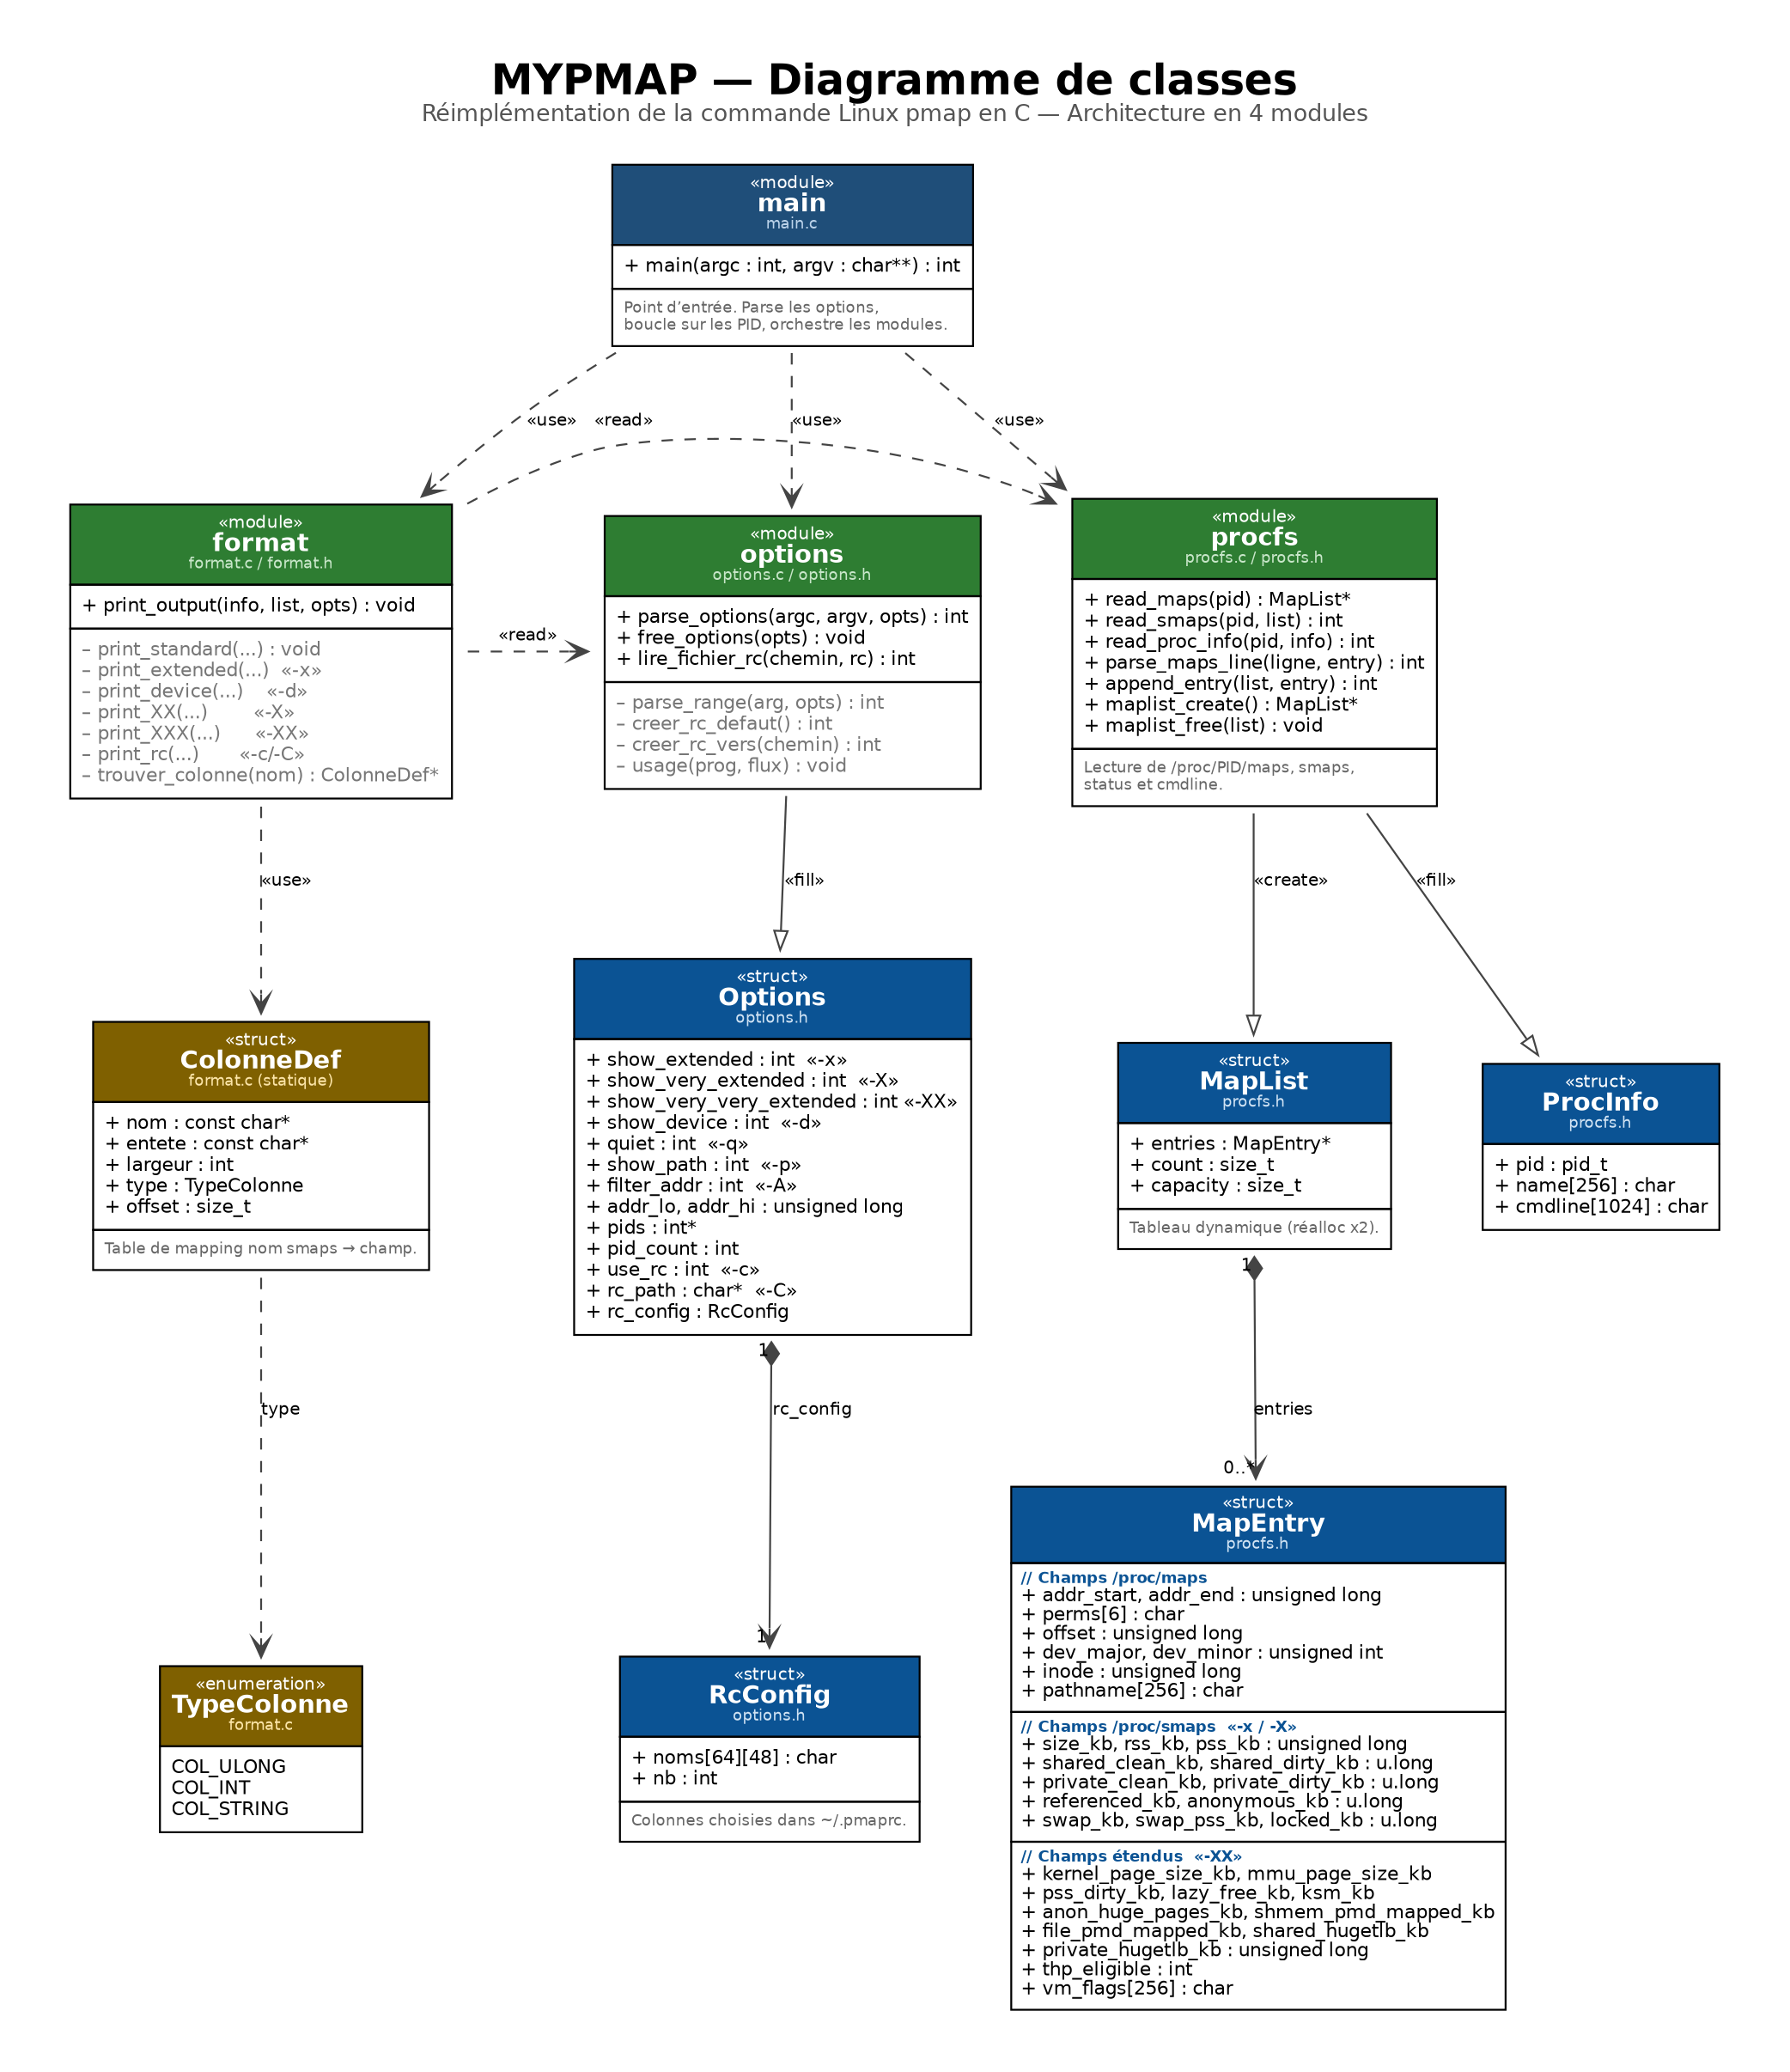 MYPMAP — Diagramme de classes
Réimplémentation de la commande Linux pmap en C — Architecture en 4 modules
«module»
main
main.c
+ main(argc : int, argv : char**) : int
Point d’entrée. Parse les options,
boucle sur les PID, orchestre les modules.
«use»
«read»
«use»
«use»
«module»
format
format.c / format.h
+ print_output(info, list, opts) : void
– print_standard(...) : void
– print_extended(...) «-x»
– print_device(...) «-d»
– print_XX(...) «-X»
– print_XXX(...) «-XX»
– print_rc(...) «-c/-C»
– trouver_colonne(nom) : ColonneDef*
«read»
«module»
options
options.c / options.h
+ parse_options(argc, argv, opts) : int
+ free_options(opts) : void
+ lire_fichier_rc(chemin, rc) : int
– parse_range(arg, opts) : int
– creer_rc_defaut() : int
– creer_rc_vers(chemin) : int
– usage(prog, flux) : void
«module»
procfs
procfs.c / procfs.h
+ read_maps(pid) : MapList*
+ read_smaps(pid, list) : int
+ read_proc_info(pid, info) : int
+ parse_maps_line(ligne, entry) : int
+ append_entry(list, entry) : int
+ maplist_create() : MapList*
+ maplist_free(list) : void
Lecture de /proc/PID/maps, smaps,
status et cmdline.
«use»
«fill»
«create»
«fill»
«struct»
ColonneDef
format.c (statique)
+ nom : const char*
+ entete : const char*
+ largeur : int
+ type : TypeColonne
+ offset : size_t
Table de mapping nom smaps → champ.
«struct»
Options
options.h
+ show_extended : int «-x»
+ show_very_extended : int «-X»
+ show_very_very_extended : int «-XX»
+ show_device : int «-d»
+ quiet : int «-q»
+ show_path : int «-p»
+ filter_addr : int «-A»
+ addr_lo, addr_hi : unsigned long
+ pids : int*
+ pid_count : int
+ use_rc : int «-c»
+ rc_path : char* «-C»
+ rc_config : RcConfig
«struct»
MapList
procfs.h
+ entries : MapEntry*
+ count : size_t
+ capacity : size_t
Tableau dynamique (réalloc x2).
«struct»
ProcInfo
procfs.h
+ pid : pid_t
+ name[256] : char
+ cmdline[1024] : char
type
1
rc_config
1
1
entries
0..*
«enumeration»
TypeColonne
format.c
COL_ULONG
COL_INT
COL_STRING
«struct»
RcConfig
options.h
+ noms[64][48] : char
+ nb : int
Colonnes choisies dans ~/.pmaprc.
«struct»
MapEntry
procfs.h
// Champs /proc/maps
+ addr_start, addr_end : unsigned long
+ perms[6] : char
+ offset : unsigned long
+ dev_major, dev_minor : unsigned int
+ inode : unsigned long
+ pathname[256] : char
// Champs /proc/smaps «-x / -X»
+ size_kb, rss_kb, pss_kb : unsigned long
+ shared_clean_kb, shared_dirty_kb : u.long
+ private_clean_kb, private_dirty_kb : u.long
+ referenced_kb, anonymous_kb : u.long
+ swap_kb, swap_pss_kb, locked_kb : u.long
// Champs étendus «-XX»
+ kernel_page_size_kb, mmu_page_size_kb
+ pss_dirty_kb, lazy_free_kb, ksm_kb
+ anon_huge_pages_kb, shmem_pmd_mapped_kb
+ file_pmd_mapped_kb, shared_hugetlb_kb
+ private_hugetlb_kb : unsigned long
+ thp_eligible : int
+ vm_flags[256] : char